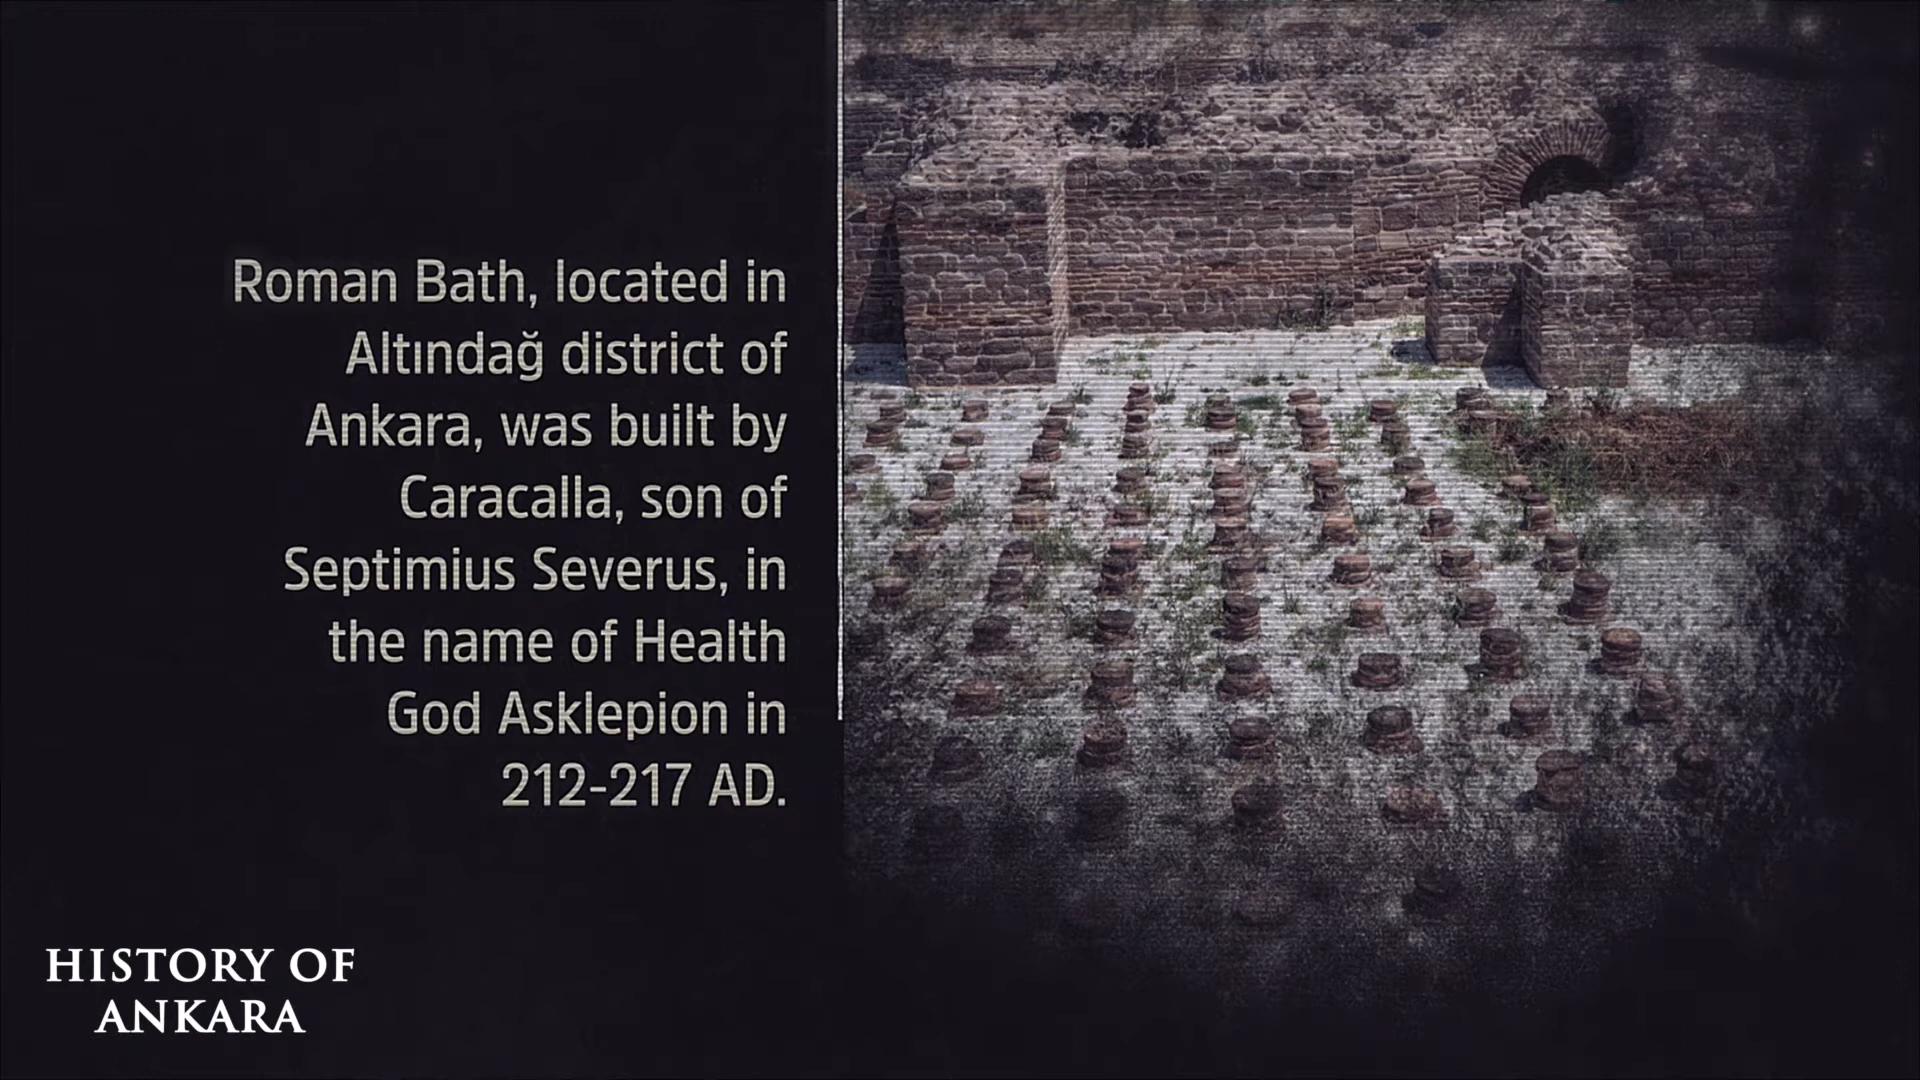 Roman Bath, located in
Altındağ district of
Ankara, was built by
Caracalla, son of
Septimius Severus, in
the name of Health
God Asklepion in
212-217 AD.
HISTORY OF
ANKARA